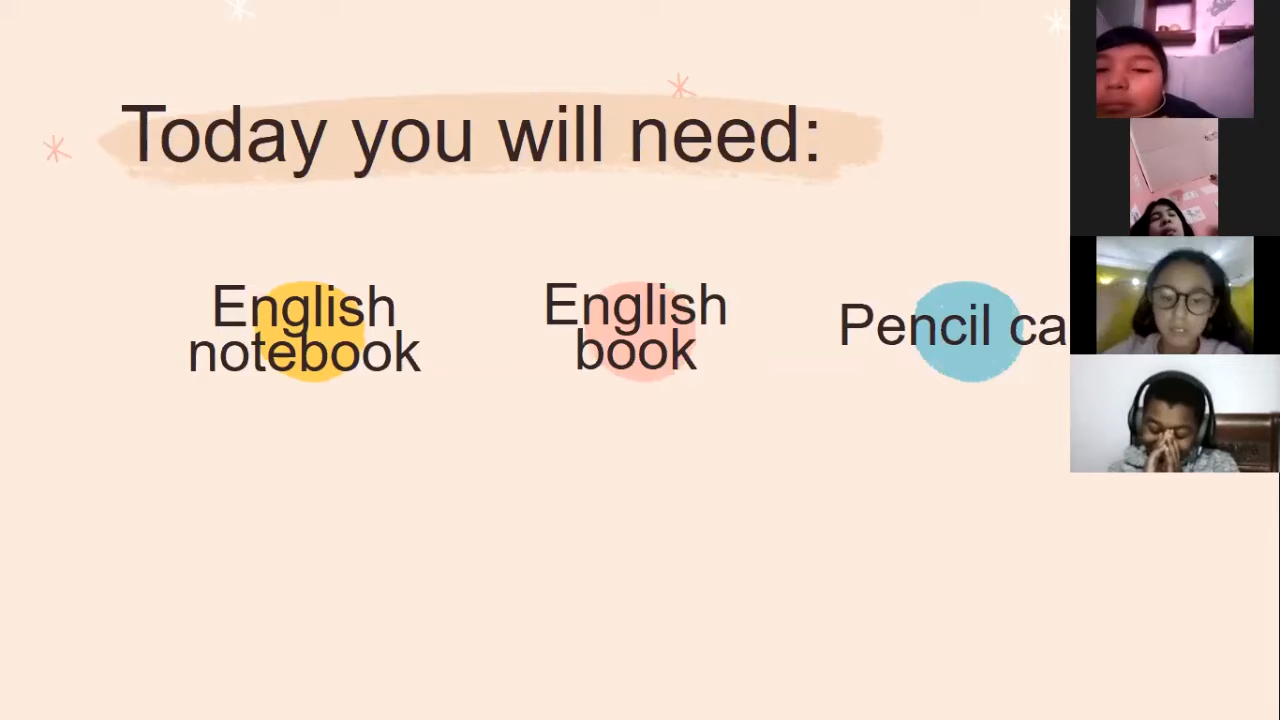 Today you will need:
English
notebook
English
book
Pencil ca